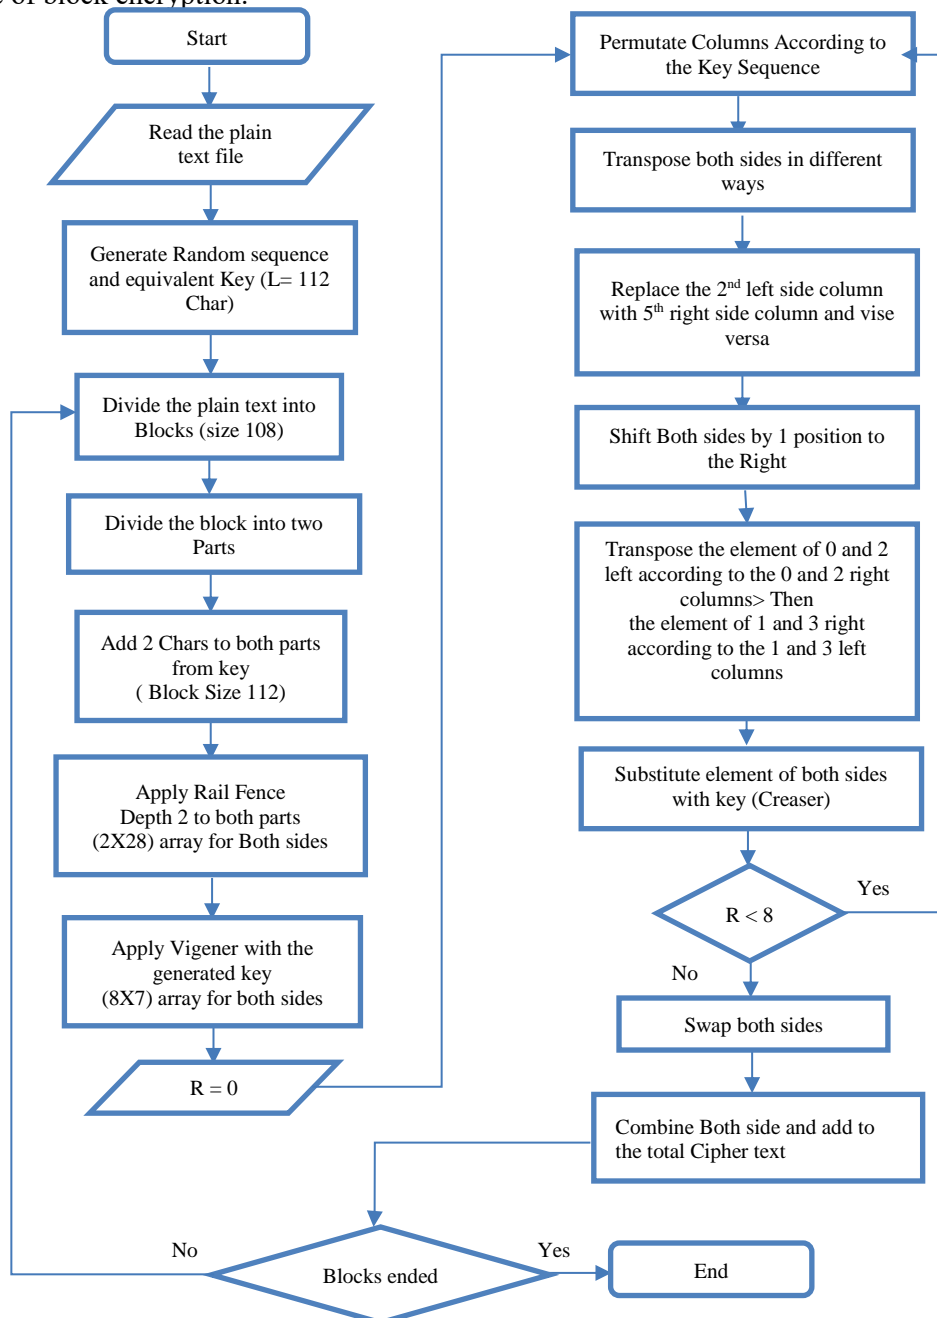 of block encryption.
Start
Read the plain
text file
Generate Random sequence
and equivalent Key (L= 112
Char)
Divide the plain text into
Blocks (size 108)
Divide the block into two
Parts
Add 2 Chars to both parts
from key
( Block Size 112)
Apply Rail Fence
Depth 2 to both parts
(2X28) array for Both sides
Apply Vigener with the
generated key
(8X7) array for both sides
R = 0
Permutate Columns According to
the Key Sequence
Transpose both sides in different
ways
Replace the 2nd left side column
with 5th right side column and vise
versa
Shift Both sides by 1 position to
the Right
Transpose the element of 0 and 2
left according to the 0 and 2 right
columns> Then
the element of 1 and 3 right
according to the 1 and 3 left
columns
Substitute element of both sides
with key (Creaser)
R < 8
Yes
No
Swap both sides
Combine Both side and add to
the total Cipher text
Blocks ended
No
Yes
End